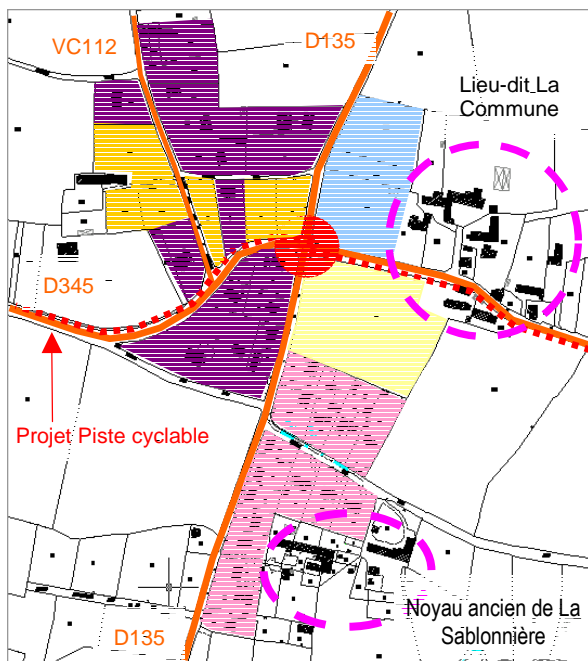 VC112
D135
Lieu-dit La
Commune
D345
Projet Piste cyclable
D135
Noyau ancien de La
Sablonnière